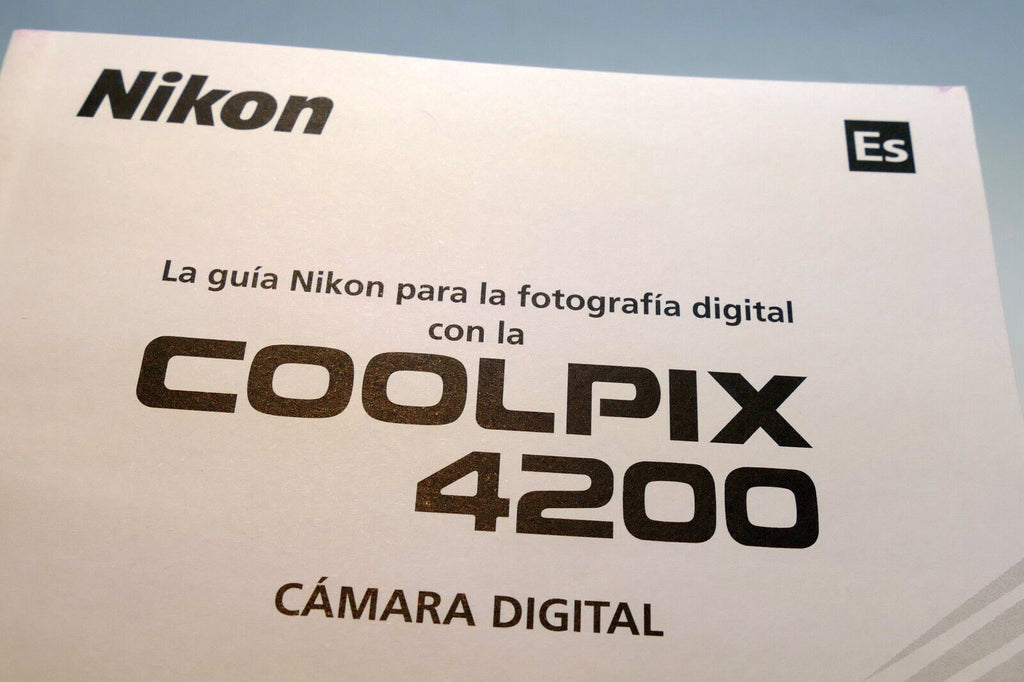 Nikon
Es
La guía Nikon para la fotografía digital
con la
COOLPIX
4200
CÁMARA DIGITAL